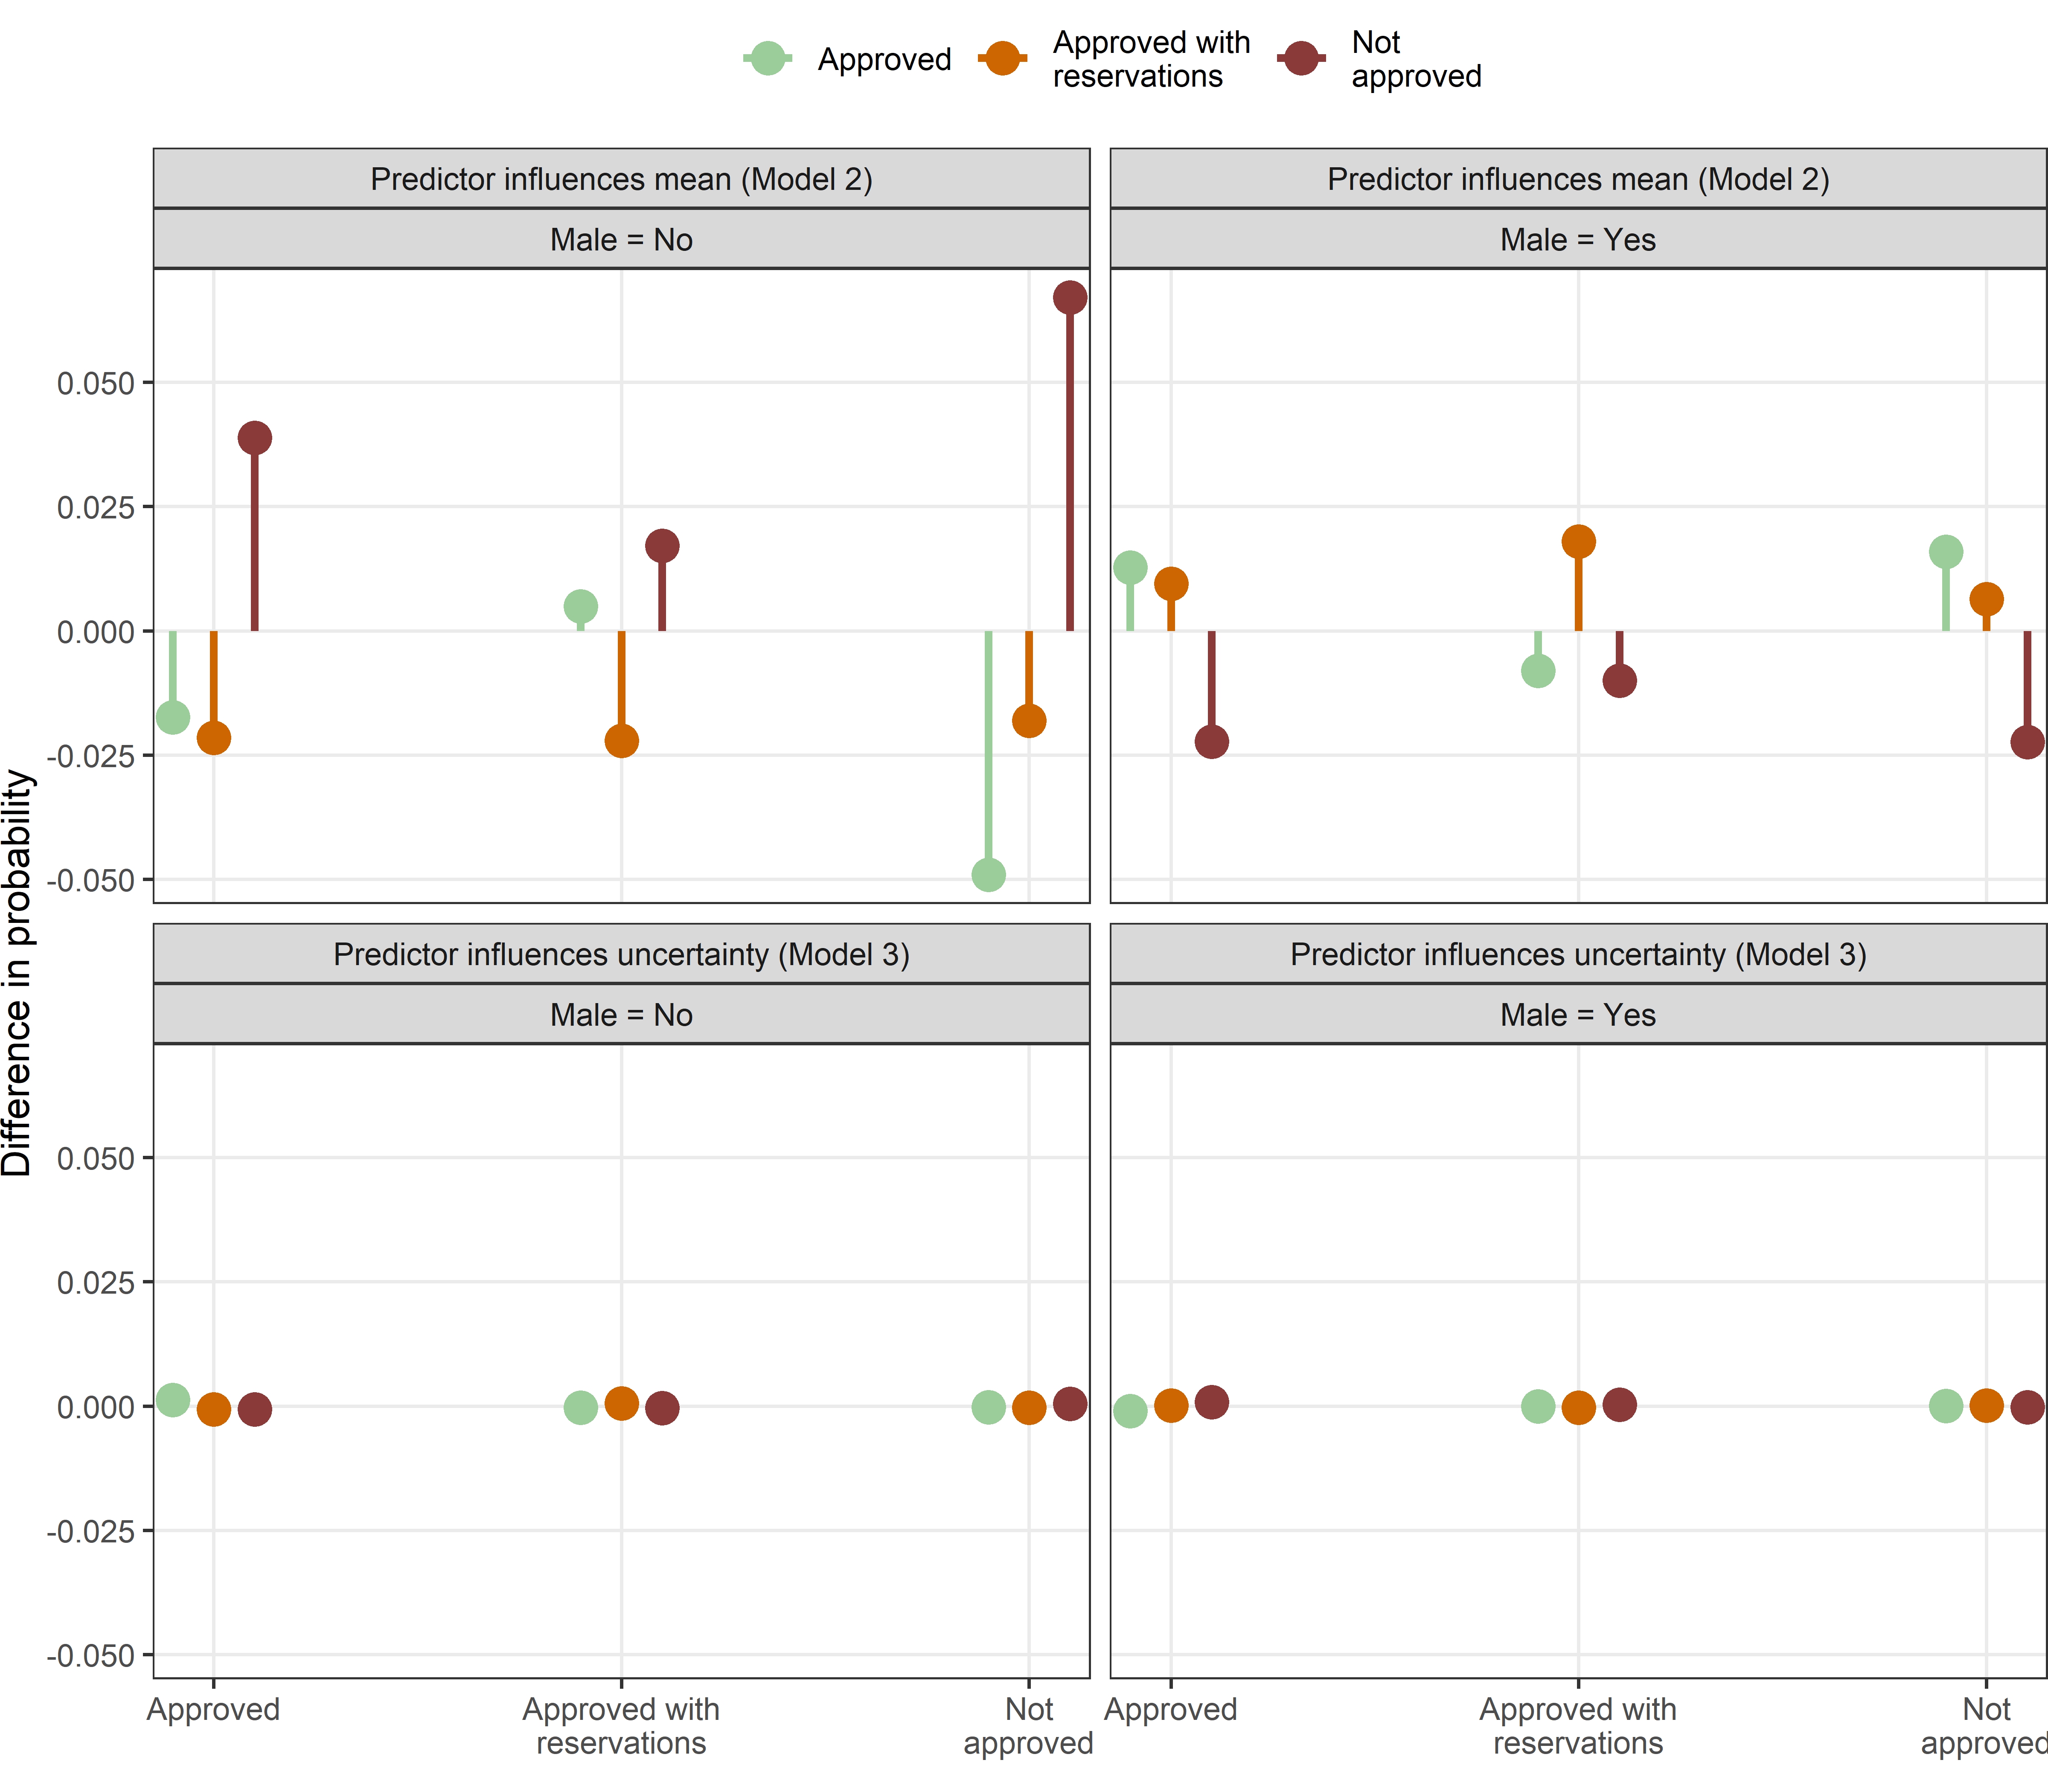 Approved
Approved with
reservations
Not
approved
Predictor influences mean (Model 2)
Male = No
Predictor influences mean (Model 2)
Male = Yes
Difference in probability
0.050
0.025
0.000
-0.025
-0.050
Predictor influences uncertainty (Model 3)
Male = No
Predictor influences uncertainty (Model 3)
Male = Yes
0.050
0.025
0.000
-0.025
-0.050
Approved
Approved with
reservations
Not
approved
Approved
Approved with
reservations
Not
approved